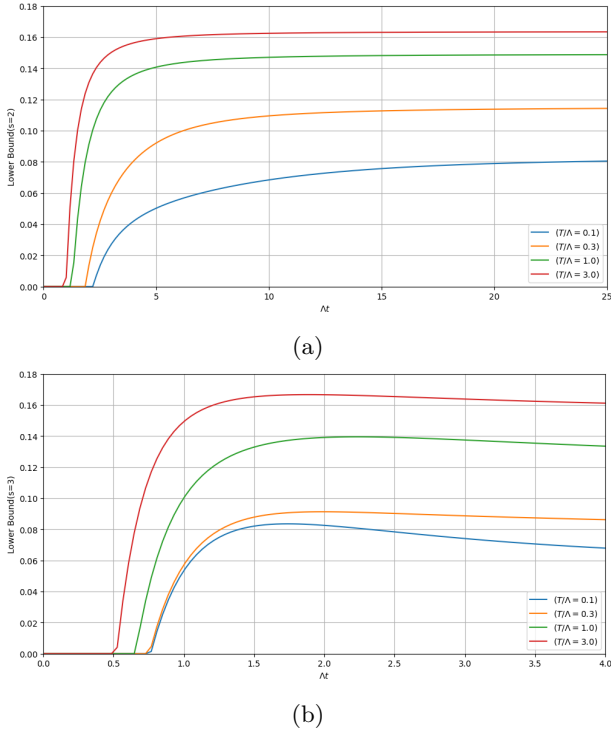 0.18
0.16
0.14
0.12
0.10
0.08
0.06
0.04
0.02
0.00
Lower Bound(s=2)
0 5 10 15 20 25
Λt
(T/Λ = 0.1)
(T/Λ = 0.3)
(T/Λ = 1.0)
(T/Λ = 3.0)
(a)
0.18
0.16
0.14
0.12
0.10
0.08
0.06
0.04
0.02
0.00
Lower Bound(s=3)
0.0 0.5 1.0 1.5 2.0 2.5 3.0 3.5 4.0
Λt
(T/Λ = 0.1)
(T/Λ = 0.3)
(T/Λ = 1.0)
(T/Λ = 3.0)
(b)